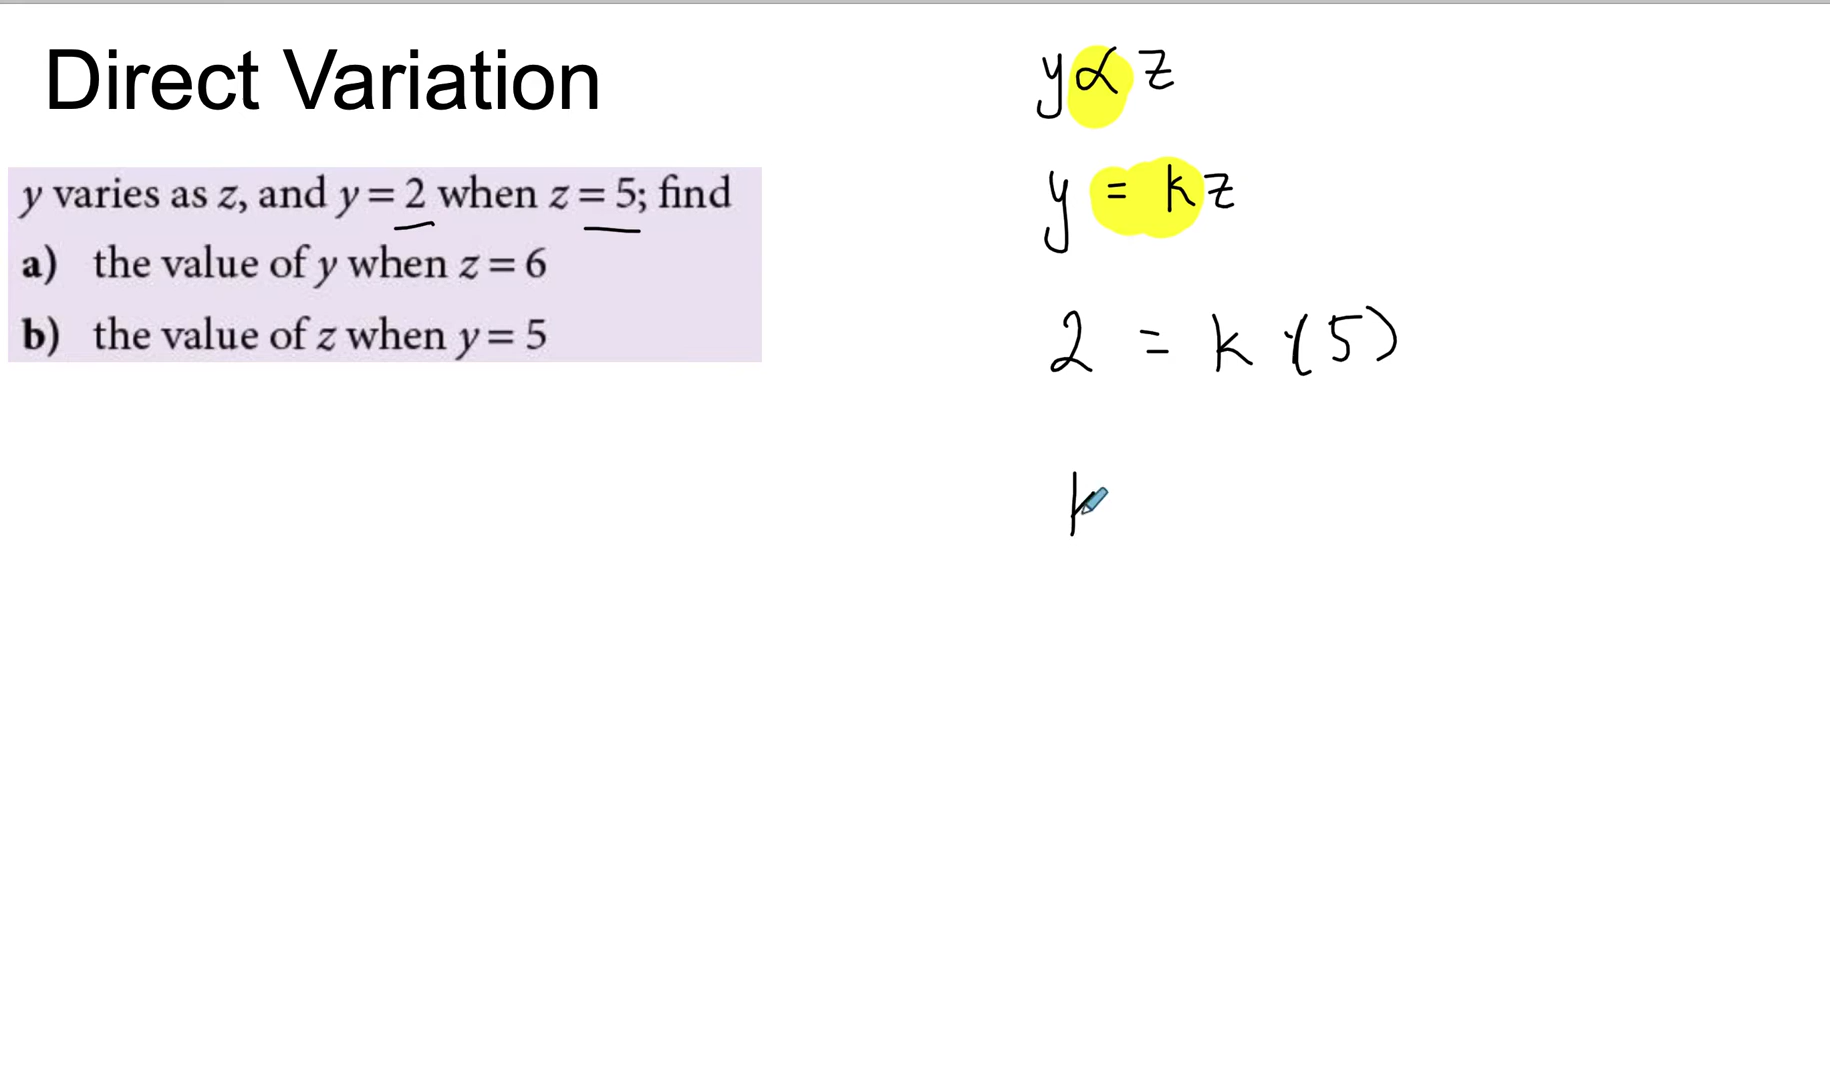 Direct Variation
y varies as z, and y = 2 when z = 5; find
a) the value of y when z = 6
b) the value of z when y = 5
y ∝ z
y = kz
2 = k·(5)
k